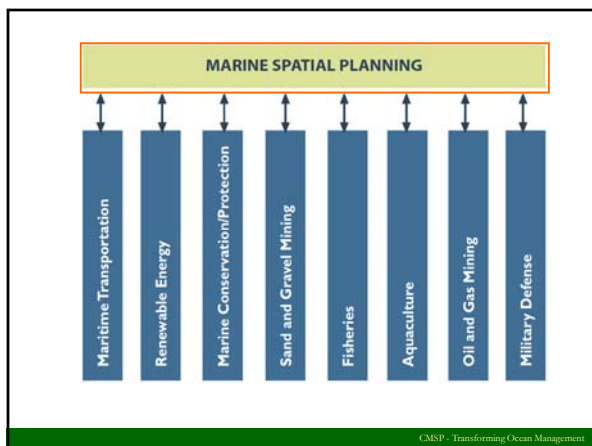 MARINE SPATIAL PLANNING
Maritime Transportation
Renewable Energy
Marine Conservation/Protection
Sand and Gravel Mining
Fisheries
Aquaculture
Oil and Gas Mining
Military Defense
CMSP - Transforming Ocean Management